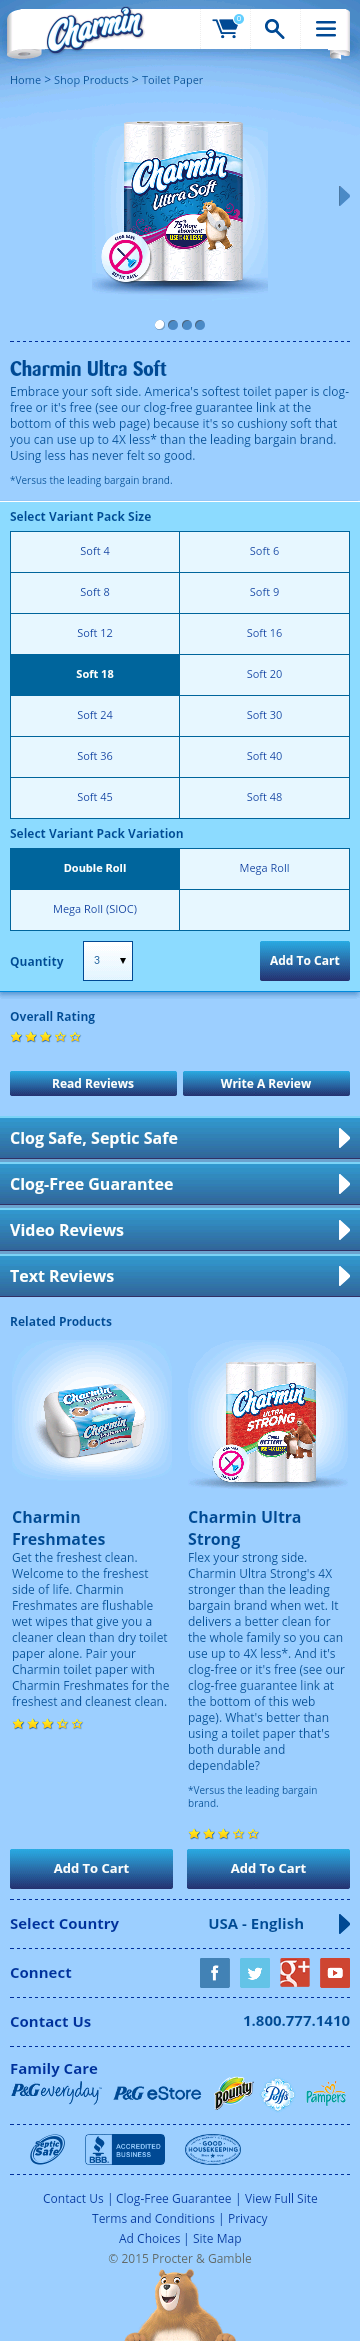 Charmin
0
Home > Shop Products > Toilet Paper
Charmin
Ultra Soft
75% More
absorbent
USE 4X LESS!
CLOG SAFE
SEPTIC SAFE
Charmin Ultra Soft
Embrace your soft side. America's softest toilet paper is clog-
free or it's free (see our clog-free guarantee link at the
bottom of this web page) because it's so cushiony soft that
you can use up to 4X less* than the leading bargain brand.
Using less has never felt so good.
*Versus the leading bargain brand.
Select Variant Pack Size
Soft 4 Soft 6
Soft 8 Soft 9
Soft 12 Soft 16
Soft 18 Soft 20
Soft 24 Soft 30
Soft 36 Soft 40
Soft 45 Soft 48
Select Variant Pack Variation
Double Roll Mega Roll
Mega Roll (SIOC)
Quantity 3 Add To Cart
Overall Rating
Read Reviews Write A Review
Clog Safe, Septic Safe
Clog-Free Guarantee
Video Reviews
Text Reviews
Related Products
Charmin
Charmin
Charmin
ULTRA
STRONG
Charmin
Freshmates
Get the freshest clean.
Welcome to the freshest
side of life. Charmin
Freshmates are flushable
wet wipes that give you a
cleaner clean than dry toilet
paper alone. Pair your
Charmin toilet paper with
Charmin Freshmates for the
freshest and cleanest clean.
Charmin Ultra
Strong
Flex your strong side.
Charmin Ultra Strong's 4X
stronger than the leading
bargain brand when wet. It
delivers a better clean for
the whole family so you can
use up to 4X less*. And it's
clog-free or it's free (see our
clog-free guarantee link at
the bottom of this web
page). What's better than
using a toilet paper that's
both durable and
dependable?
*Versus the leading bargain
brand.
Add To Cart Add To Cart
Select Country USA - English
Connect f g+
Contact Us 1.800.777.1410
Family Care
P&G everyday P&G eStore Bounty Puffs Pampers
Septic Safe BBB. ACCREDITED BUSINESS GOOD HOUSEKEEPING
Contact Us | Clog-Free Guarantee | View Full Site
Terms and Conditions | Privacy
Ad Choices | Site Map
© 2015 Procter & Gamble